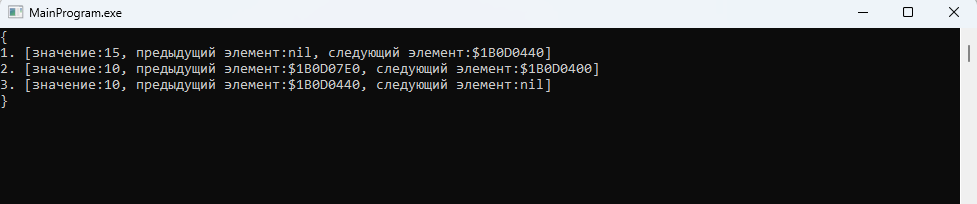 MainProgram.exe
{
1. [значение:15, предыдущий элемент:nil, следующий элемент:$1B0D0440]
2. [значение:10, предыдущий элемент:$1B0D07E0, следующий элемент:$1B0D0400]
3. [значение:10, предыдущий элемент:$1B0D0440, следующий элемент:nil]
}